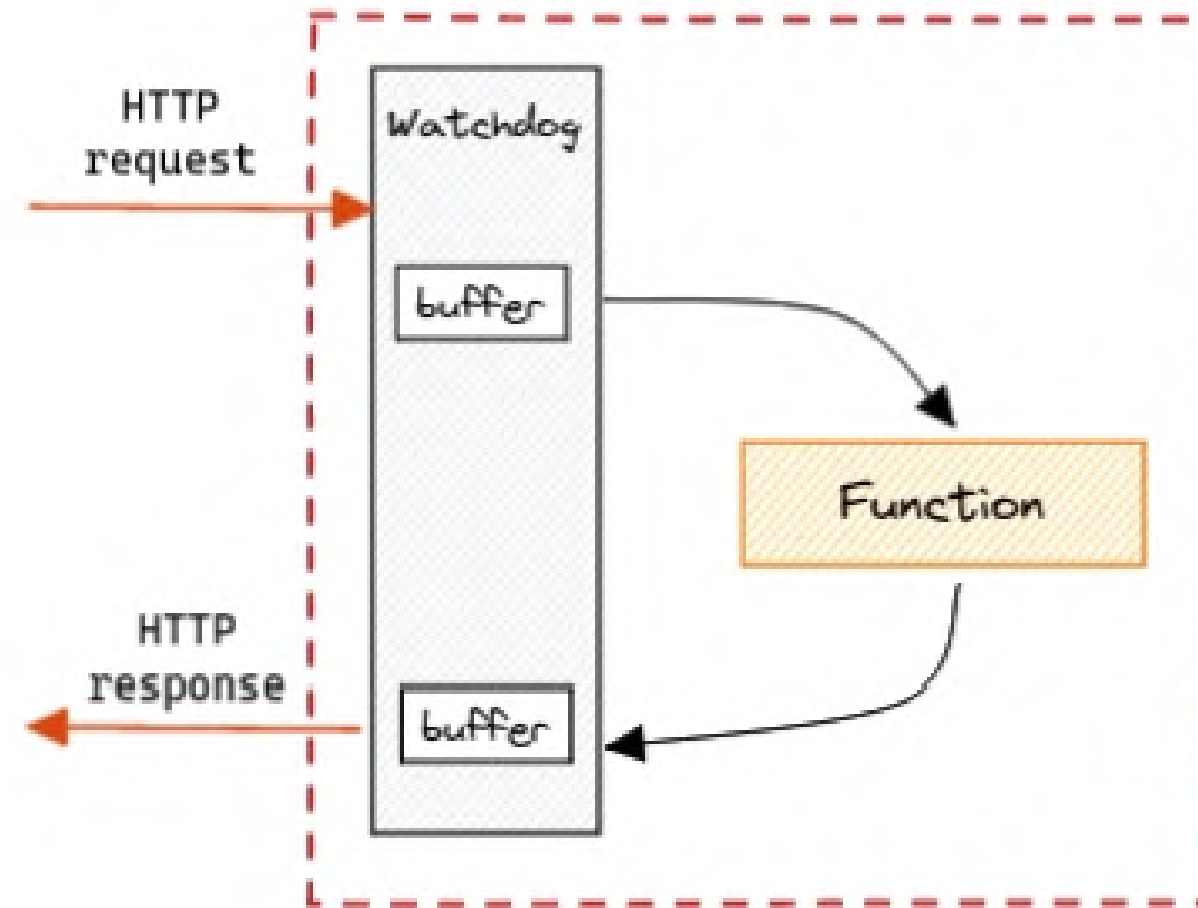 HTTP
request
Watchdog
buffer
Function
HTTP
response
buffer